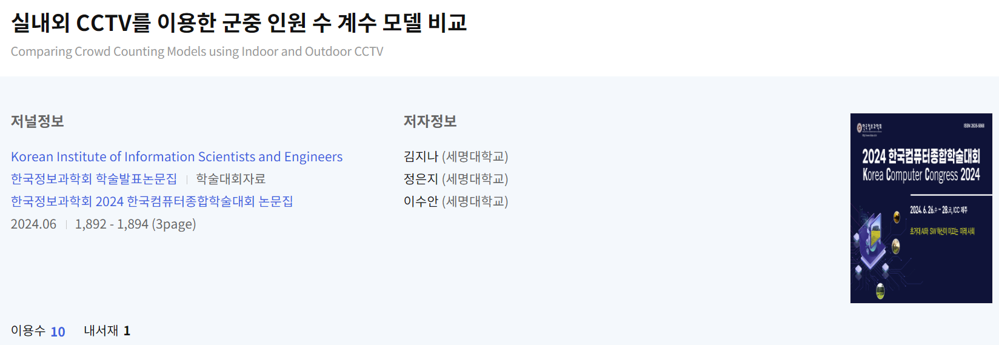 실내외 CCTV를 이용한 군중 인원 수 계수 모델 비교
Comparing Crowd Counting Models using Indoor and Outdoor CCTV
저널정보
Korean Institute of Information Scientists and Engineers
한국정보과학회 학술발표논문집 | 학술대회자료
한국정보과학회 2024 한국컴퓨터종합학술대회 논문집
2024.06 | 1,892 - 1,894 (3page)
저자정보
김지나 (세명대학교)
정은지 (세명대학교)
이수안 (세명대학교)
한국정보과학회
2024 한국컴퓨터종합학술대회
Korea Computer Congress 2024
2024. 6. 26.수 ~ 28.금, ICC 제주
초거대 AI와 SW 혁신이 이끄는 미래 사회
이용수 10 내서재 1